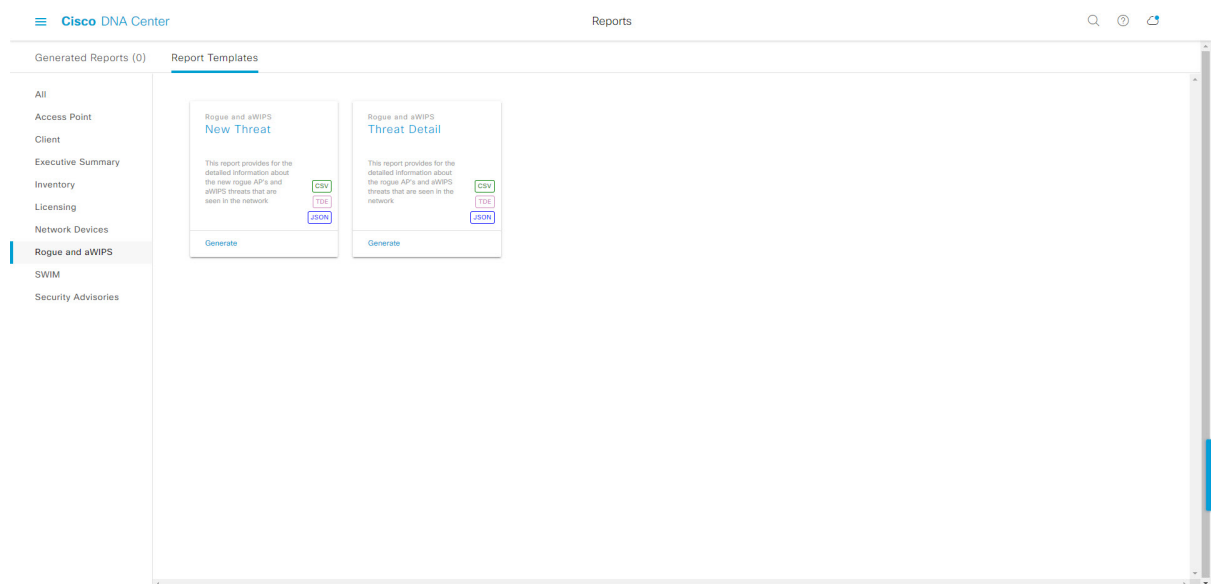 Cisco DNA Center
Reports
Generated Reports (0)
Report Templates
All
Access Point
Client
Executive Summary
Inventory
Licensing
Network Devices
Rogue and aWIPS
SWIM
Security Advisories
Rogue and aWIPS
New Threat
This report provides for the
detailed information about
the new rogue AP's and
aWIPS threats that are
seen in the network
CSV
TDE
JSON
Generate
Rogue and aWIPS
Threat Detail
This report provides for the
detailed information about
the rogue AP's and aWIPS
threats that are seen in the
network
CSV
TDE
JSON
Generate